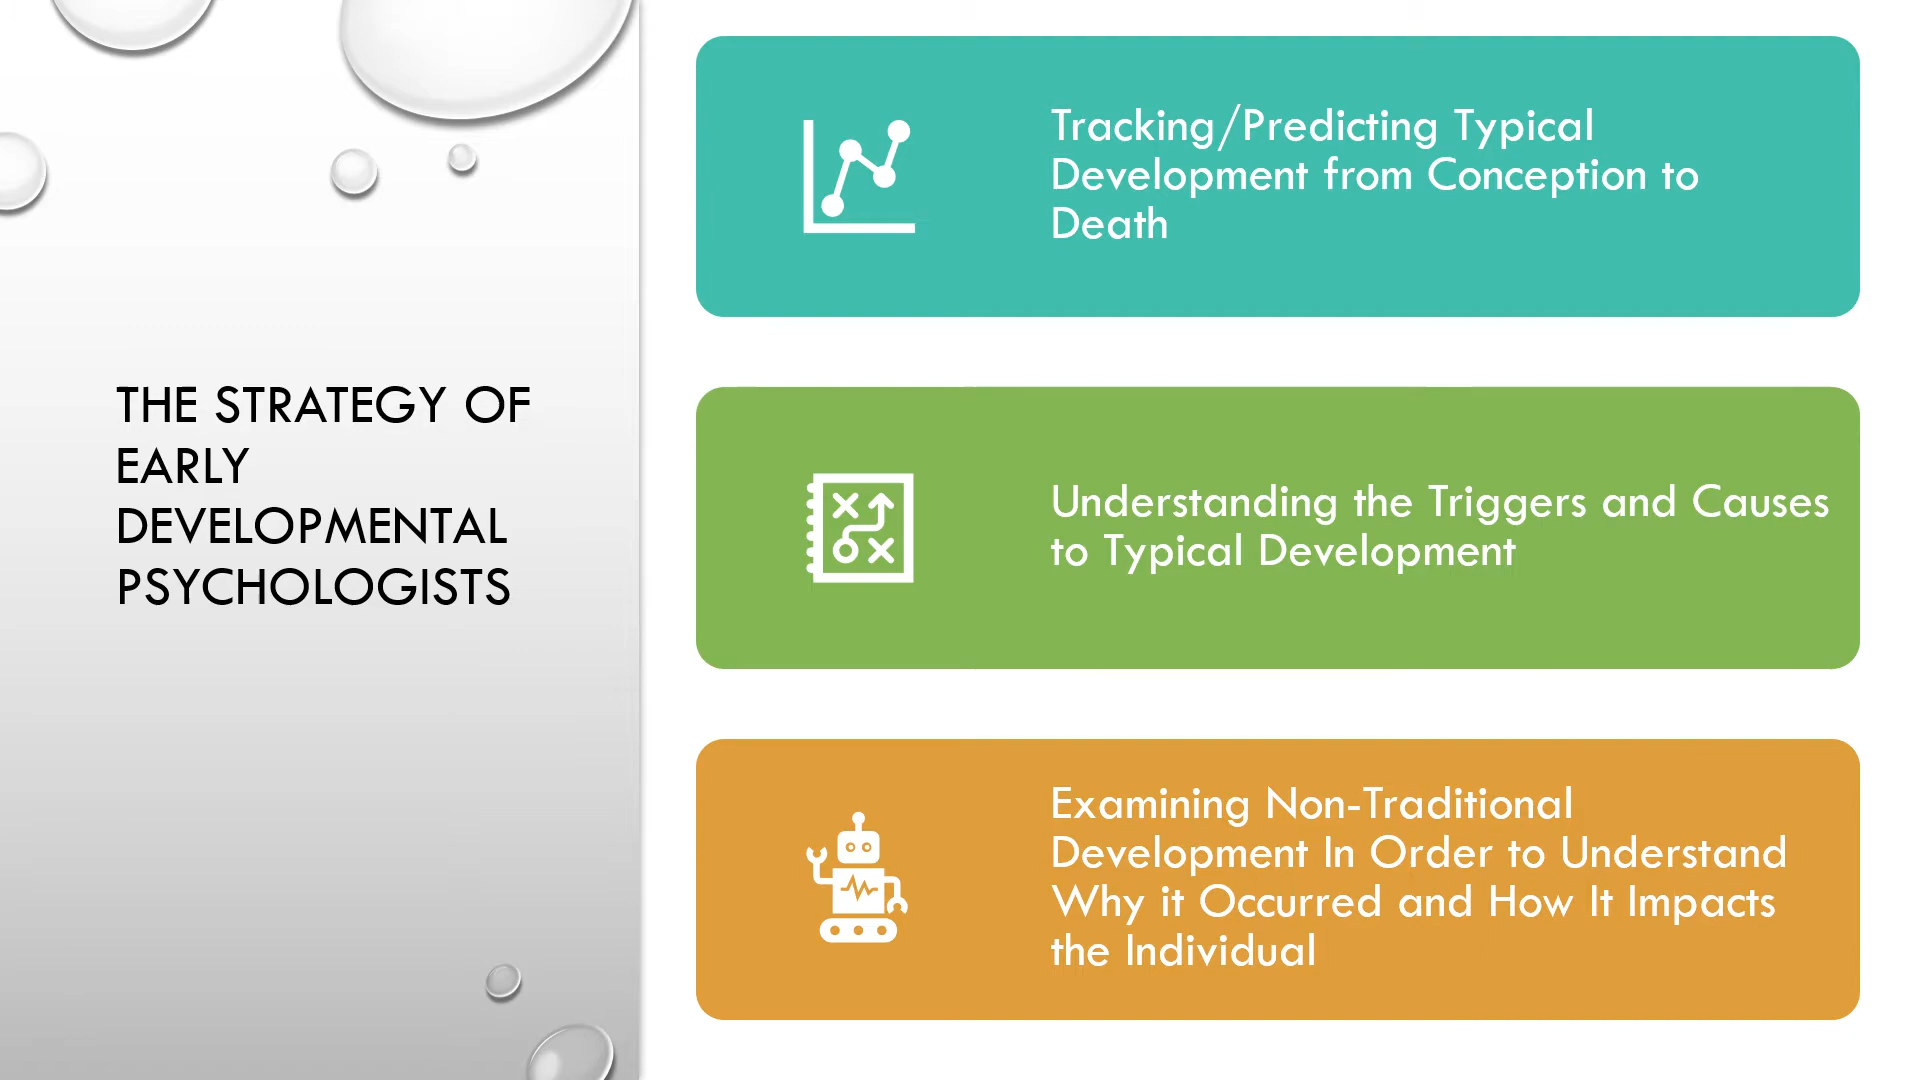 THE STRATEGY OF
EARLY
DEVELOPMENTAL
PSYCHOLOGISTS
Tracking/Predicting Typical
Development from Conception to
Death
Understanding the Triggers and Causes
to Typical Development
Examining Non-Traditional
Development In Order to Understand
Why it Occurred and How It Impacts
the Individual